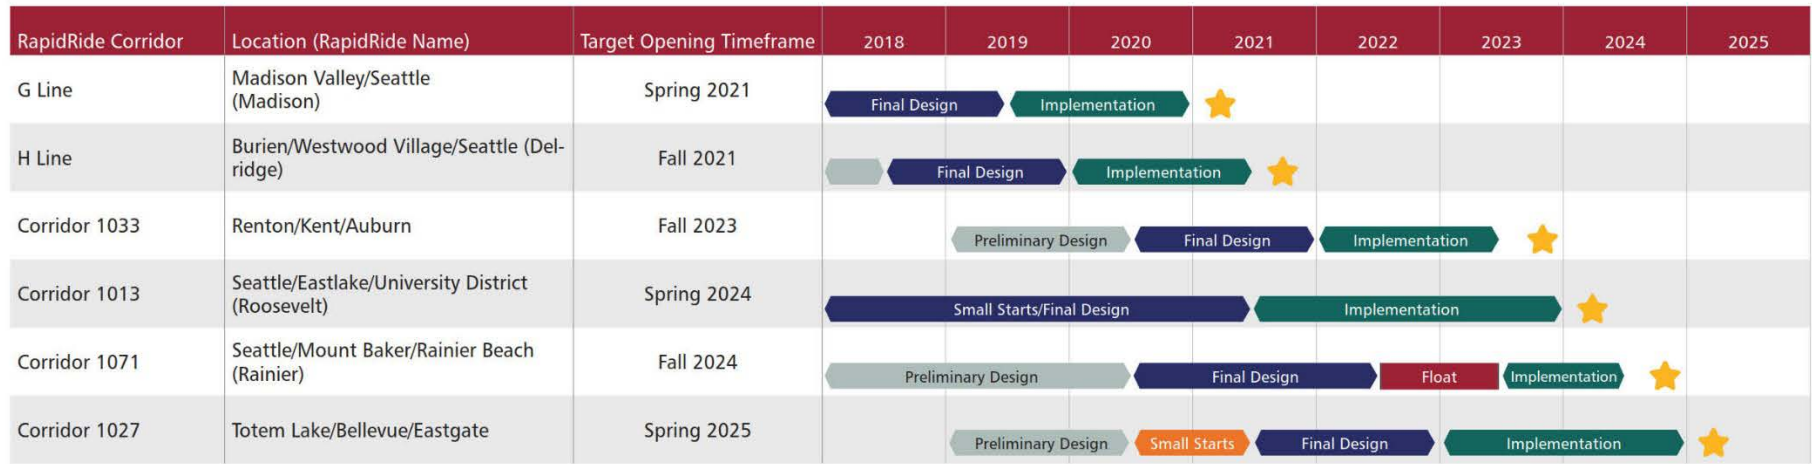 RapidRide Corridor Location (RapidRide Name) Target Opening Timeframe 2018 2019 2020 2021 2022 2023 2024 2025
G Line
Madison Valley/Seattle
(Madison)
Spring 2021
Final Design Implementation
H Line
Burien/Westwood Village/Seattle (Del-
ridge)
Fall 2021
Final Design Implementation
Corridor 1033
Renton/Kent/Auburn
Fall 2023
Preliminary Design Final Design Implementation
Corridor 1013
Seattle/Eastlake/University District
(Roosevelt)
Spring 2024
Small Starts/Final Design Implementation
Corridor 1071
Seattle/Mount Baker/Rainier Beach
(Rainier)
Fall 2024
Preliminary Design Final Design Float Implementation
Corridor 1027
Totem Lake/Bellevue/Eastgate
Spring 2025
Preliminary Design Small Starts Final Design Implementation